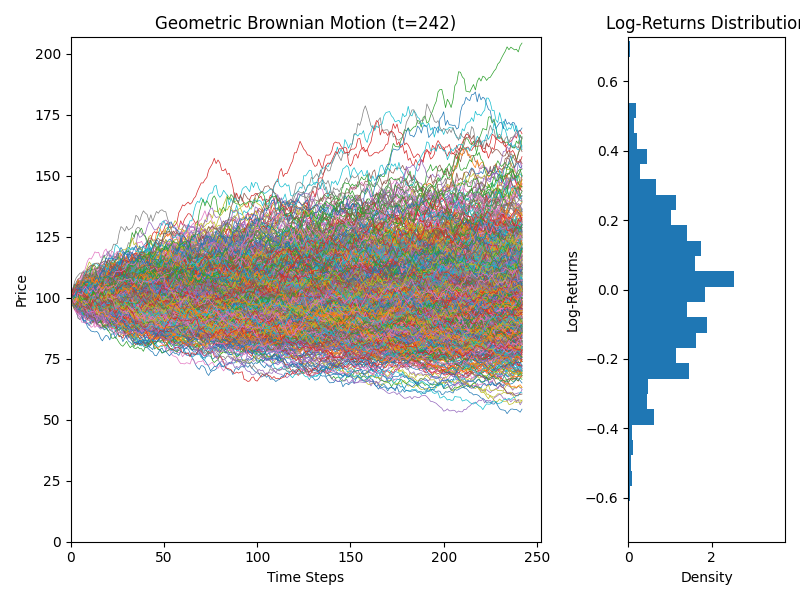 Geometric Brownian Motion (t=242)
Price
200
175
150
125
100
75
50
25
0
0 50 100 150 200 250
Time Steps
Log-Returns Distribution
Log-Returns
0.6
0.4
0.2
0.0
−0.2
−0.4
−0.6
0 2
Density